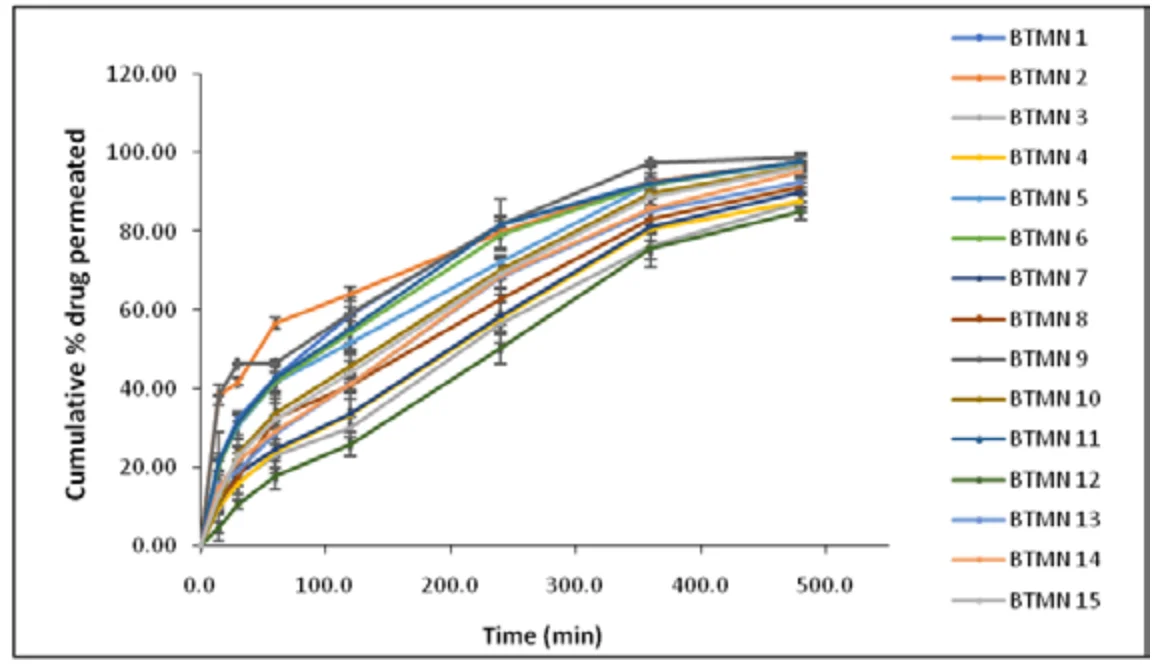 Cumulative % drug permeated
120.00
100.00
80.00
60.00
40.00
20.00
0.00
0.0 100.0 200.0 300.0 400.0 500.0
Time (min)
BTMN 1
BTMN 2
BTMN 3
BTMN 4
BTMN 5
BTMN 6
BTMN 7
BTMN 8
BTMN 9
BTMN 10
BTMN 11
BTMN 12
BTMN 13
BTMN 14
BTMN 15